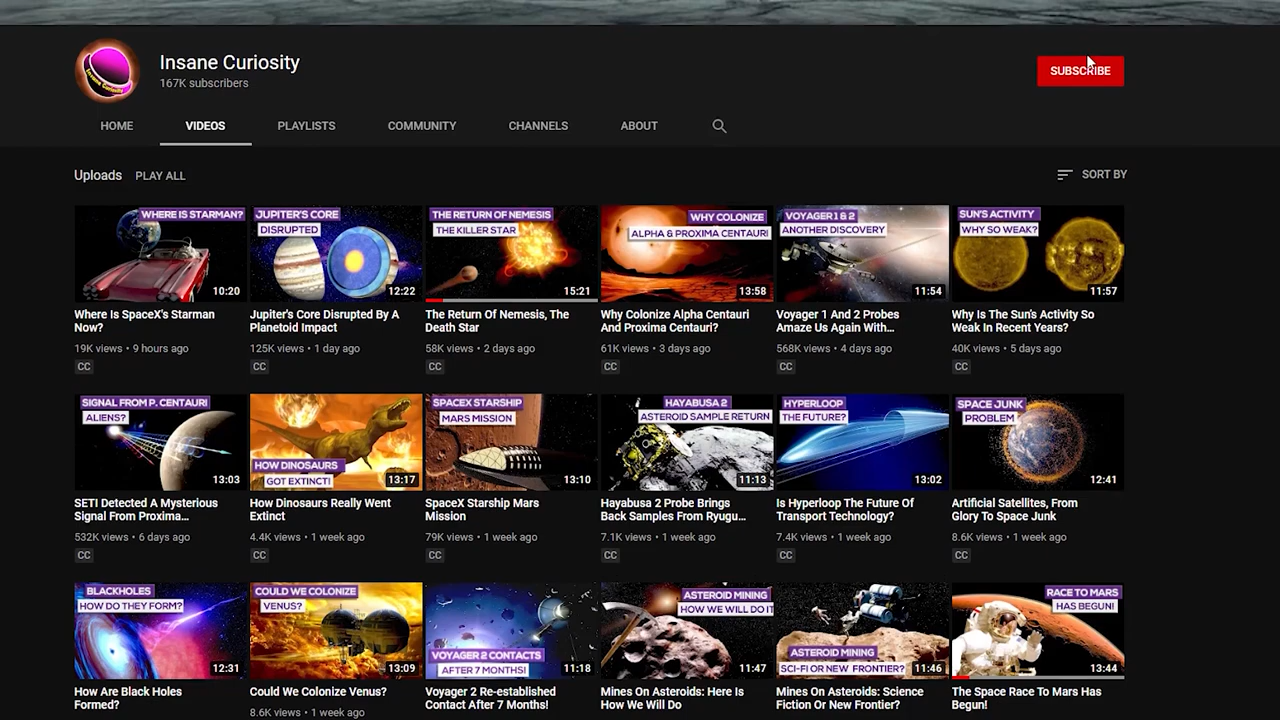 Insane Curiosity
167K subscribers
SUBSCRIBE
HOME VIDEOS PLAYLISTS COMMUNITY CHANNELS ABOUT
Uploads PLAY ALL SORT BY
WHERE IS STARMAN?
10:20
JUPITER'S CORE
DISRUPTED
12:22
THE RETURN OF NEMESIS
THE KILLER STAR
15:21
WHY COLONIZE
ALPHA & PROXIMA CENTAURI
13:58
VOYAGER 1 & 2
ANOTHER DISCOVERY
11:54
SUN'S ACTIVITY
WHY SO WEAK?
11:57
Where Is SpaceX's Starman
Now?
19K views • 9 hours ago
CC
Jupiter's Core Disrupted By A
Planetoid Impact
125K views • 1 day ago
CC
The Return Of Nemesis, The
Death Star
58K views • 2 days ago
CC
Why Colonize Alpha Centauri
And Proxima Centauri?
61K views • 3 days ago
CC
Voyager 1 And 2 Probes
Amaze Us Again With...
568K views • 4 days ago
CC
Why Is The Sun's Activity So
Weak In Recent Years?
40K views • 5 days ago
CC
SIGNAL FROM P. CENTAURI
ALIENS?
13:03
HOW DINOSAURS
GOT EXTINCT!
13:17
SPACEX STARSHIP
MARS MISSION
13:10
HAYABUSA 2
ASTEROID SAMPLE RETURN
11:13
HYPERLOOP
THE FUTURE?
13:02
SPACE JUNK
PROBLEM
12:41
SETI Detected A Mysterious
Signal From Proxima...
532K views • 6 days ago
CC
How Dinosaurs Really Went
Extinct
4.4K views • 1 week ago
CC
SpaceX Starship Mars
Mission
79K views • 1 week ago
CC
Hayabusa 2 Probe Brings
Back Samples From Ryugu...
7.1K views • 1 week ago
CC
Is Hyperloop The Future Of
Transport Technology?
7.4K views • 1 week ago
CC
Artificial Satellites, From
Glory To Space Junk
8.6K views • 1 week ago
CC
BLACKHOLES
HOW DO THEY FORM?
12:31
COULD WE COLONIZE
VENUS?
13:09
VOYAGER 2 CONTACTS
AFTER 7 MONTHS!
11:18
ASTEROID MINING
HOW WE WILL DO IT
11:47
ASTEROID MINING
SCI-FI OR NEW FRONTIER?
11:46
RACE TO MARS
HAS BEGUN!
13:44
How Are Black Holes
Formed?
Could We Colonize Venus?
8.6K views • 1 week ago
Voyager 2 Re-established
Contact After 7 Months!
Mines On Asteroids: Here Is
How We Will Do
Mines On Asteroids: Science
Fiction Or New Frontier?
The Space Race To Mars Has
Begun!